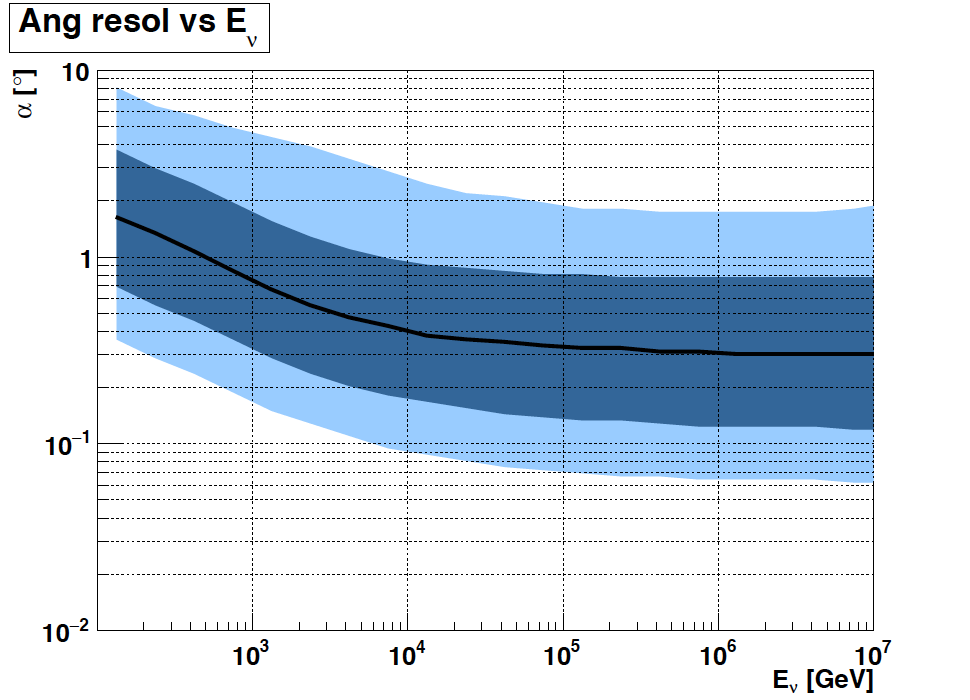 Ang resol vs Eν
α [°]
10
1
10⁻¹
10⁻²
10³ 10⁴ 10⁵ 10⁶ 10⁷
Eν [GeV]